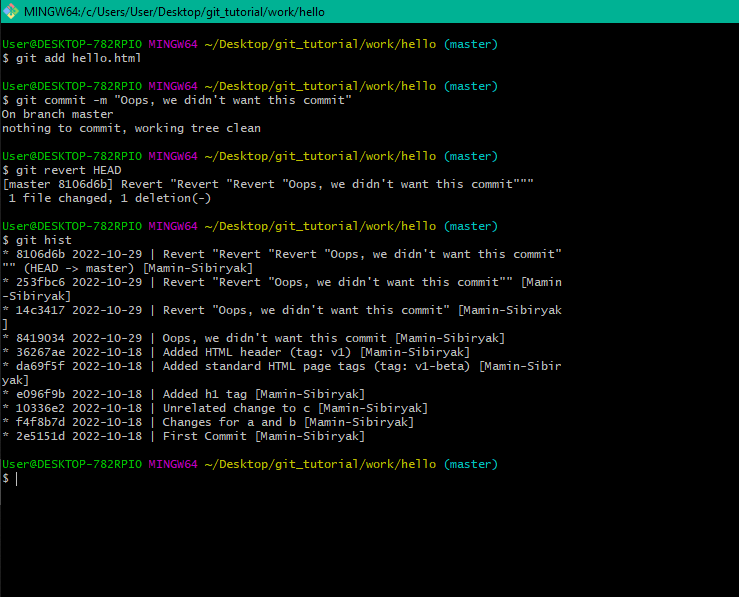 MINGW64:/c/Users/User/Desktop/git_tutorial/work/hello
User@DESKTOP-782RPIO MINGW64 ~/Desktop/git_tutorial/work/hello (master)
$ git add hello.html
User@DESKTOP-782RPIO MINGW64 ~/Desktop/git_tutorial/work/hello (master)
$ git commit -m "Oops, we didn't want this commit"
On branch master
nothing to commit, working tree clean
User@DESKTOP-782RPIO MINGW64 ~/Desktop/git_tutorial/work/hello (master)
$ git revert HEAD
[master 8106d6b] Revert "Revert "Revert "Oops, we didn't want this commit"""
 1 file changed, 1 deletion(-)
User@DESKTOP-782RPIO MINGW64 ~/Desktop/git_tutorial/work/hello (master)
$ git hist
* 8106d6b 2022-10-29 | Revert "Revert "Revert "Oops, we didn't want this commit"
"" (HEAD -> master) [Mamin-Sibiryak]
* 253fbc6 2022-10-29 | Revert "Revert "Oops, we didn't want this commit"" [Mamin
-Sibiryak]
* 14c3417 2022-10-29 | Revert "Oops, we didn't want this commit" [Mamin-Sibiryak
]
* 8419034 2022-10-29 | Oops, we didn't want this commit [Mamin-Sibiryak]
* 36267ae 2022-10-18 | Added HTML header (tag: v1) [Mamin-Sibiryak]
* da69f5f 2022-10-18 | Added standard HTML page tags (tag: v1-beta) [Mamin-Sibir
yak]
* e096f9b 2022-10-18 | Added h1 tag [Mamin-Sibiryak]
* 10336e2 2022-10-18 | Unrelated change to c [Mamin-Sibiryak]
* f4f8b7d 2022-10-18 | Changes for a and b [Mamin-Sibiryak]
* 2e5151d 2022-10-18 | First Commit [Mamin-Sibiryak]
User@DESKTOP-782RPIO MINGW64 ~/Desktop/git_tutorial/work/hello (master)
$